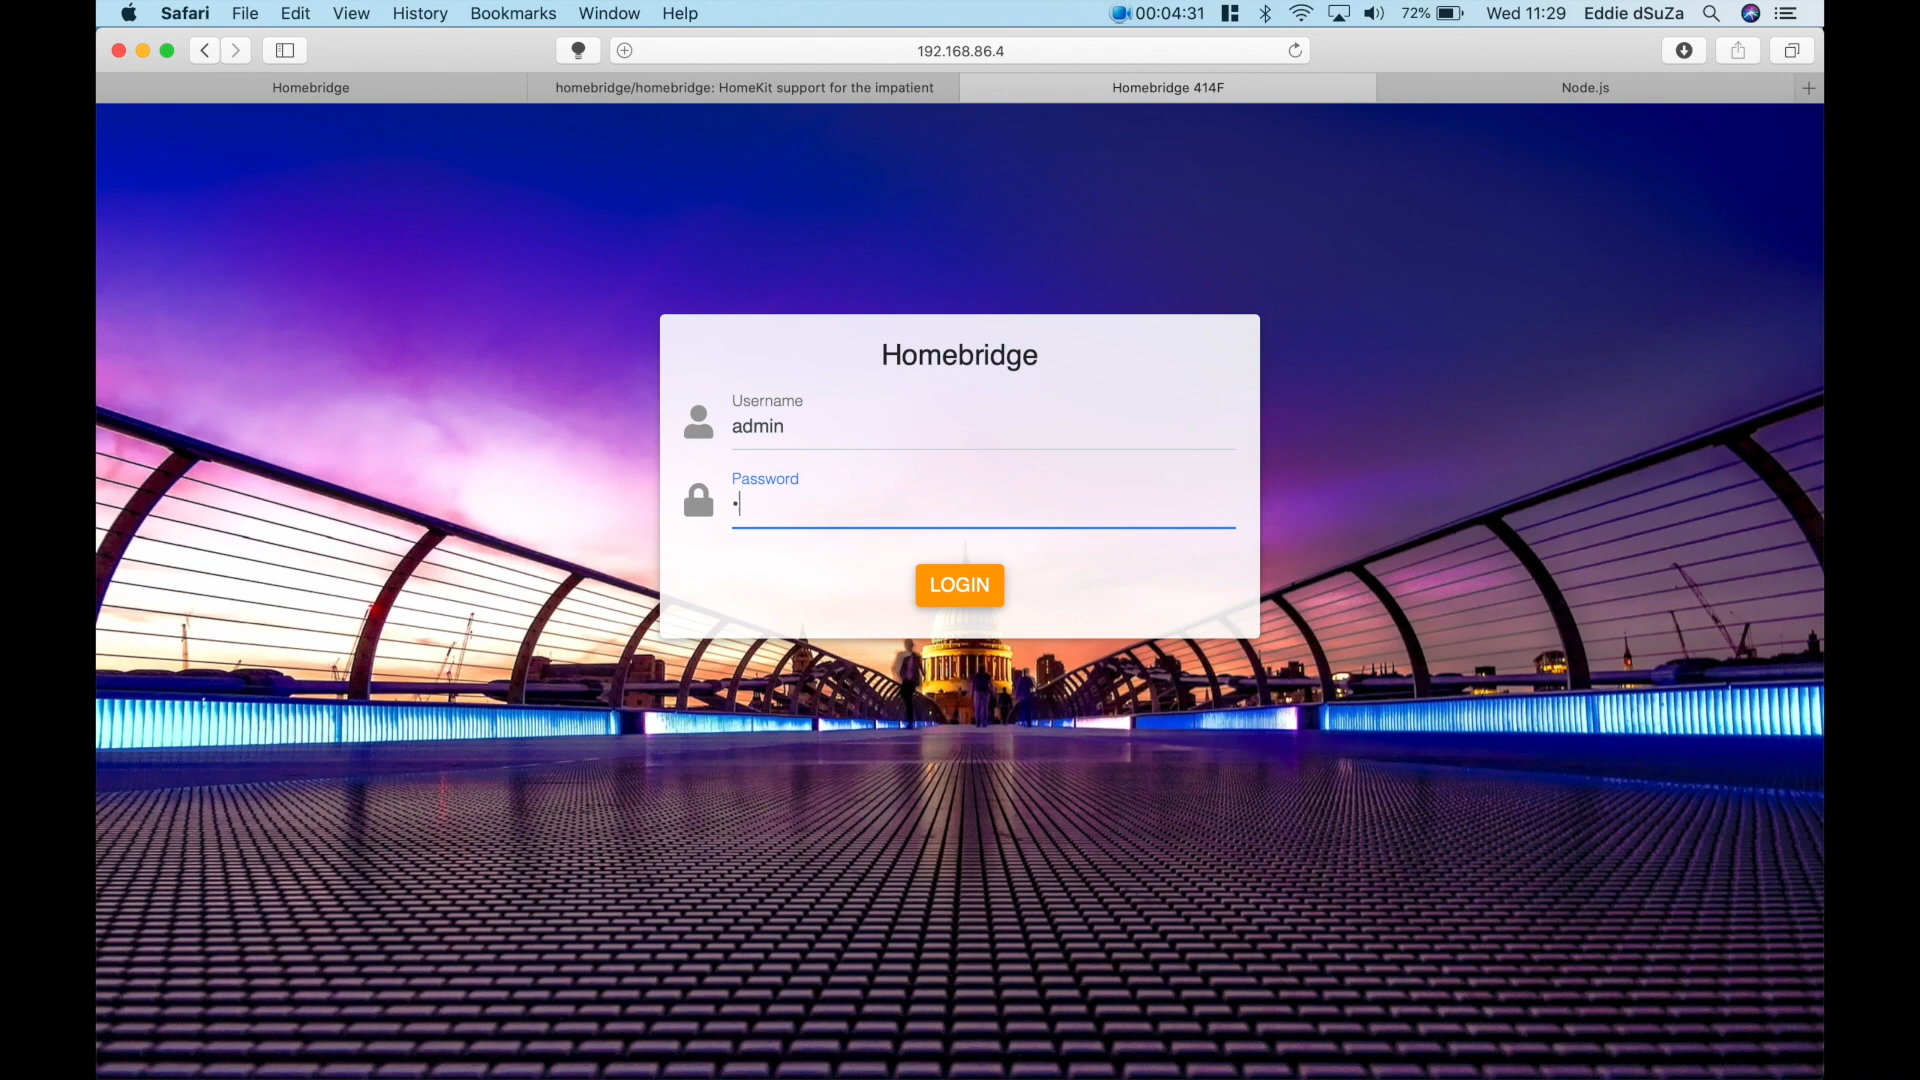 Safari File Edit View History Bookmarks Window Help 00:04:31 72% Wed 11:29 Eddie dSuZa
192.168.86.4
Homebridge homebridge/homebridge: HomeKit support for the impatient Homebridge 414F Node.js
Homebridge
Username
admin
Password
LOGIN